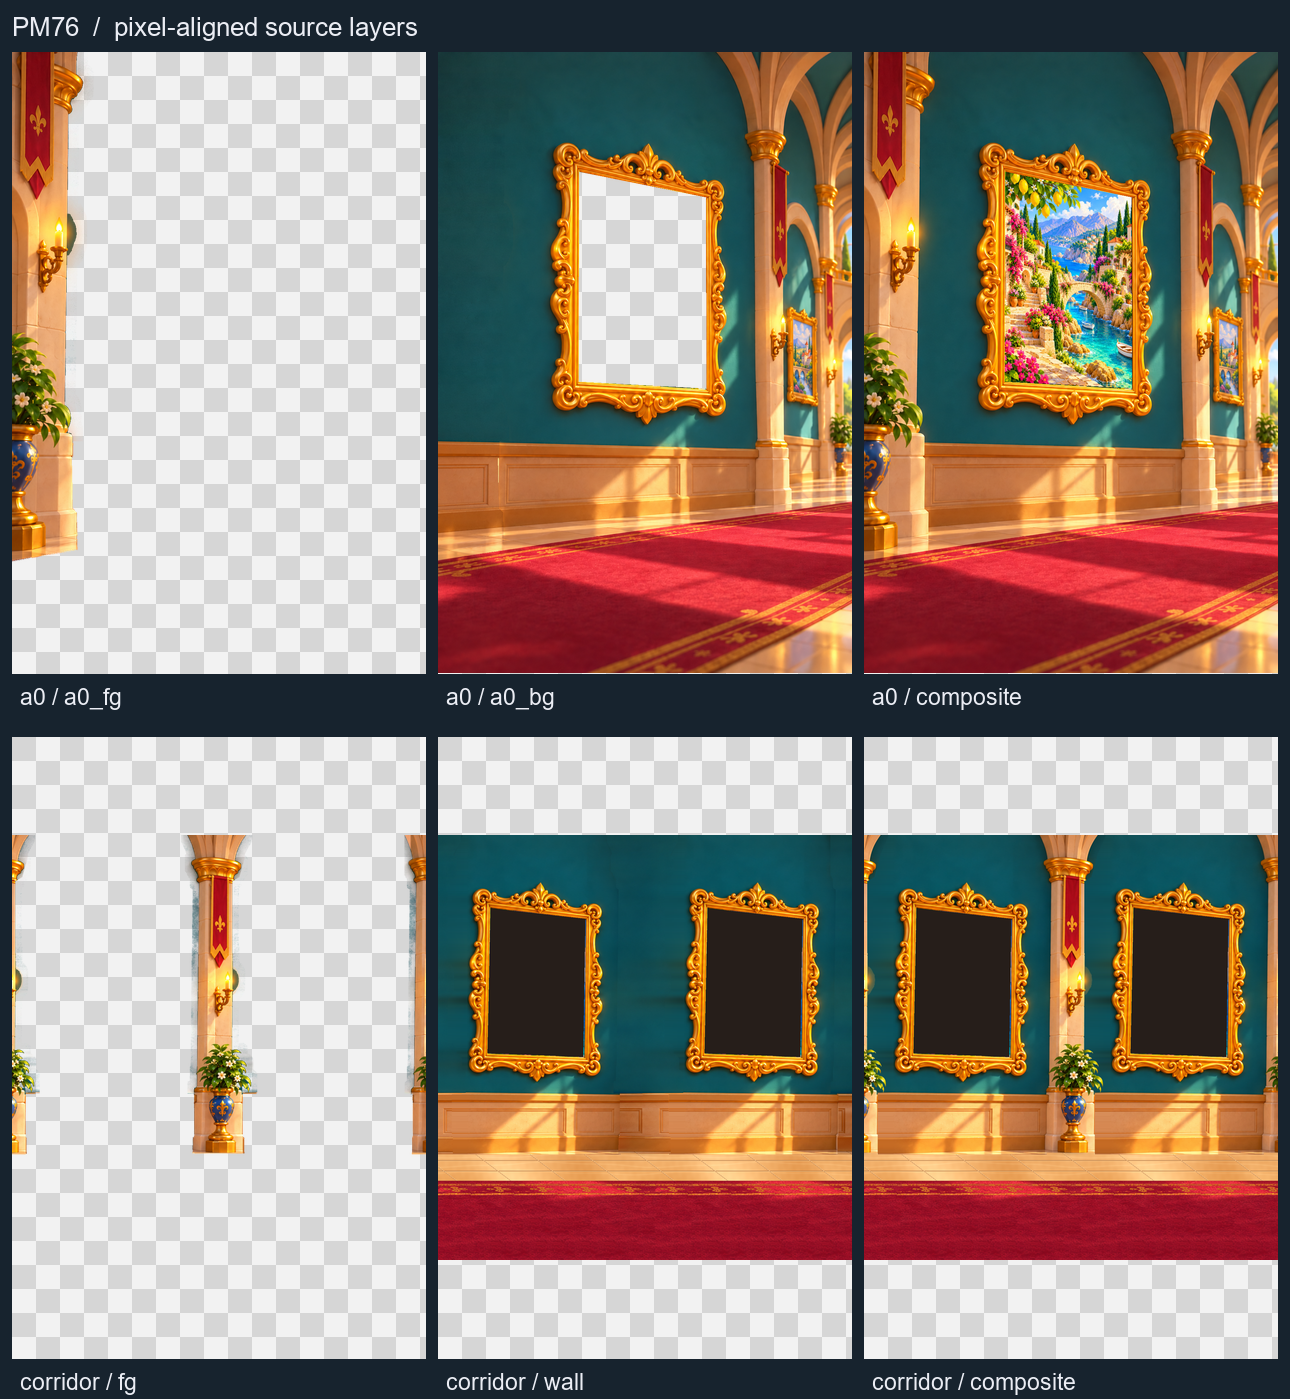 PM76 / pixel-aligned source layers
a0 / a0_fg
a0 / a0_bg
a0 / composite
corridor / fg
corridor / wall
corridor / composite